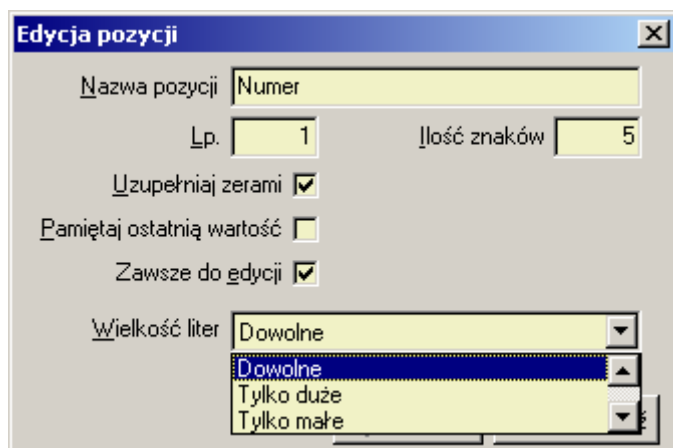 Edycja pozycji
Nazwa pozycji Numer
Lp. 1 Ilość znaków 5
Uzupełniaj zerami
Pamiętaj ostatnią wartość
Zawsze do edycji
Wielkość liter Dowolne
Dowolne
Tylko duże
Tylko małe